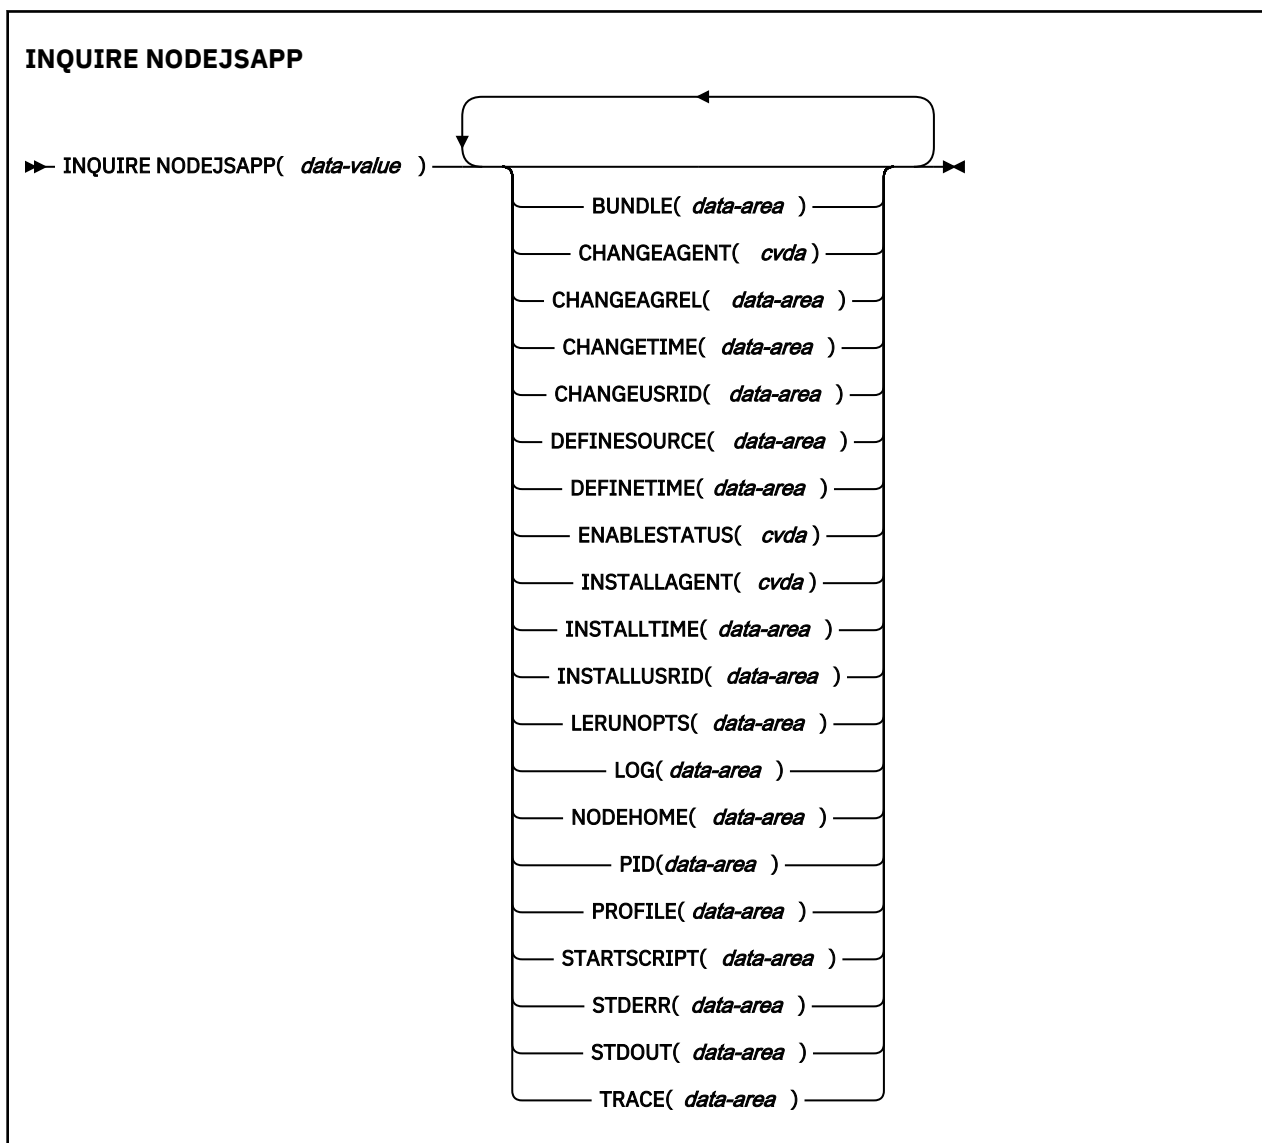 INQUIRE NODEJSAPP
INQUIRE NODEJSAPP( data-value )
BUNDLE( data-area )
CHANGEAGENT( cvda )
CHANGEAGREL( data-area )
CHANGETIME( data-area )
CHANGEUSRID( data-area )
DEFINESOURCE( data-area )
DEFINETIME( data-area )
ENABLESTATUS( cvda )
INSTALLAGENT( cvda )
INSTALLTIME( data-area )
INSTALLUSRID( data-area )
LERUNOPTS( data-area )
LOG( data-area )
NODEHOME( data-area )
PID(data-area )
PROFILE( data-area )
STARTSCRIPT( data-area )
STDERR( data-area )
STDOUT( data-area )
TRACE( data-area )